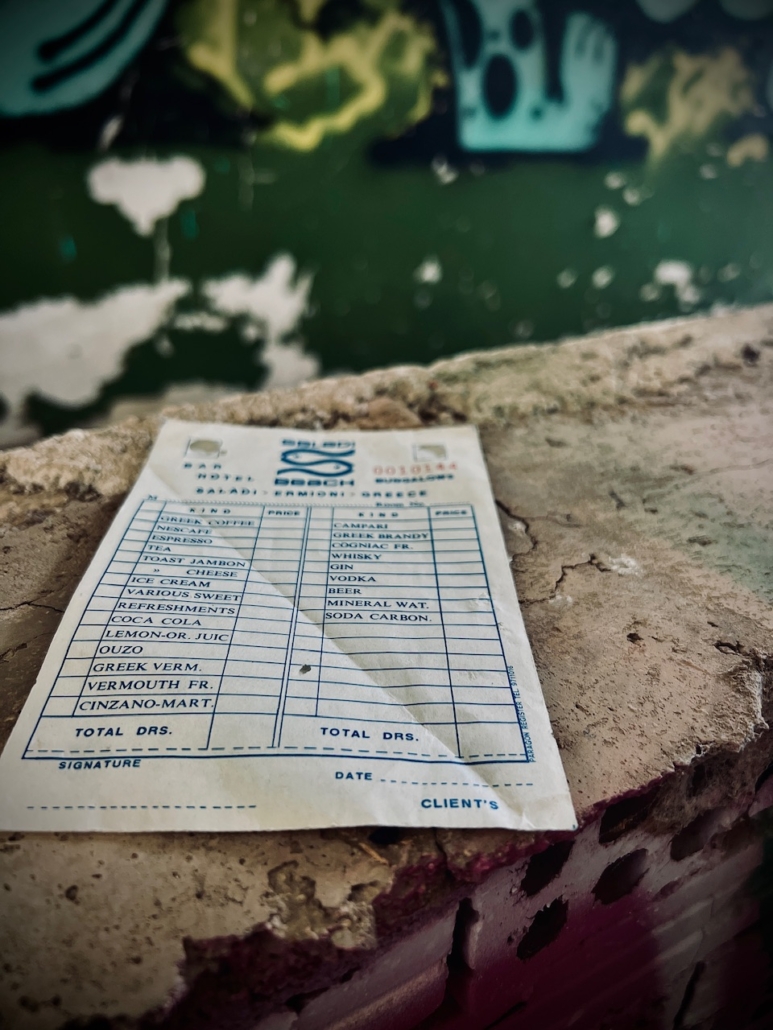 SALADI
BAR
0010144
HOTEL
BEACH
BUNGALOWS
SALADI - ERMIONI - GREECE
KIND PRICE KIND PRICE
GREEK COFFEE
NESCAFE
ESPRESSO
TEA
TOAST JAMBON
» CHEESE
ICE CREAM
VARIOUS SWEET
REFRESHMENTS
COCA COLA
LEMON-OR. JUIC
OUZO
GREEK VERM.
VERMOUTH FR.
CINZANO-MART.
CAMPARI
GREEK BRANDY
COGNIAC FR.
WHISKY
GIN
VODKA
BEER
MINERAL WAT.
SODA CARBON.
TOTAL DRS. TOTAL DRS.
SIGNATURE
DATE
CLIENT'S
PARAGON REGISTER TEL.